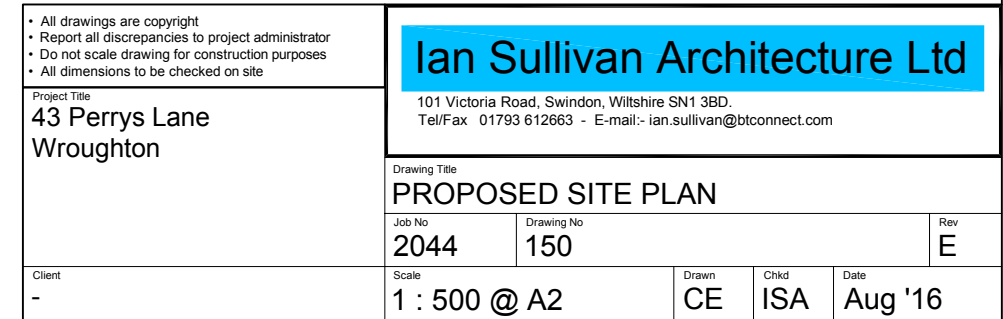 • All drawings are copyright
• Report all discrepancies to project administrator
• Do not scale drawing for construction purposes
• All dimensions to be checked on site
Ian Sullivan Architecture Ltd
101 Victoria Road, Swindon, Wiltshire SN1 3BD.
Tel/Fax 01793 612663 - E-mail:- ian.sullivan@btconnect.com
Project Title
43 Perrys Lane
Wroughton
Drawing Title
PROPOSED SITE PLAN
Job No
2044
Drawing No
150
Rev
E
Client
-
Scale
1 : 500 @ A2
Drawn
CE
Chkd
ISA
Date
Aug '16